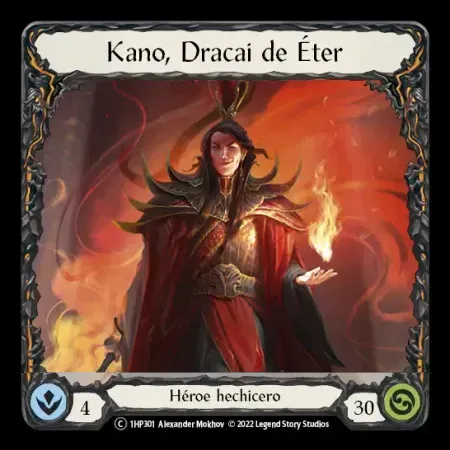 Kano, Dracai de Éter
Héroe hechicero
4
30
C 1HP301 Alexander Mokhov © 2022 Legend Story Studios